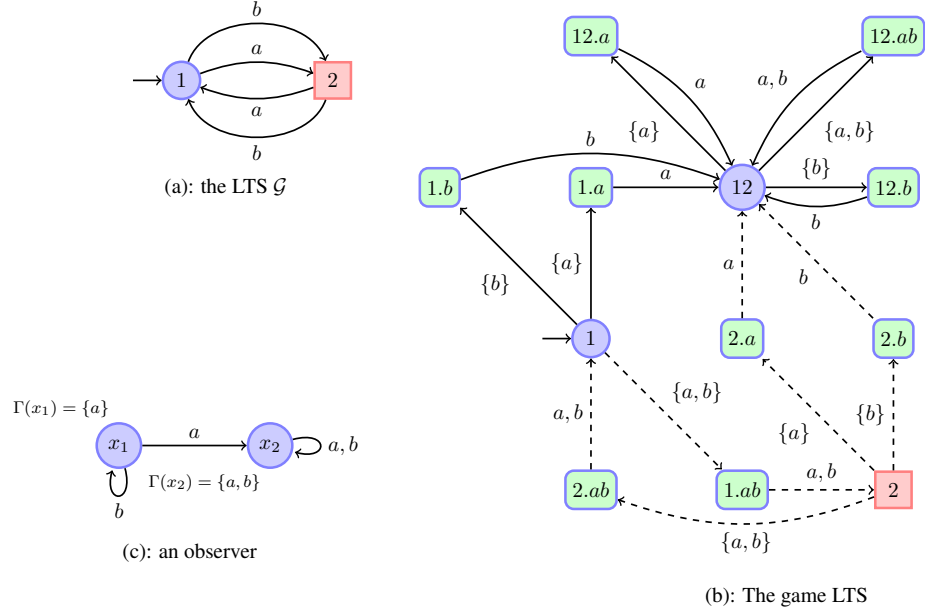 b
a
1
2
a
b
(a): the LTS G
12.a
12.ab
a
a, b
{a}
{a, b}
b
{b}
1.b
1.a
a
12
12.b
b
{a}
{b}
a
b
1
2.a
2.b
a, b
{a, b}
{a}
{b}
2.ab
1.ab
a, b
2
{a, b}
(b): The game LTS
Γ(x₁) = {a}
x₁
a
x₂
a, b
Γ(x₂) = {a, b}
b
(c): an observer